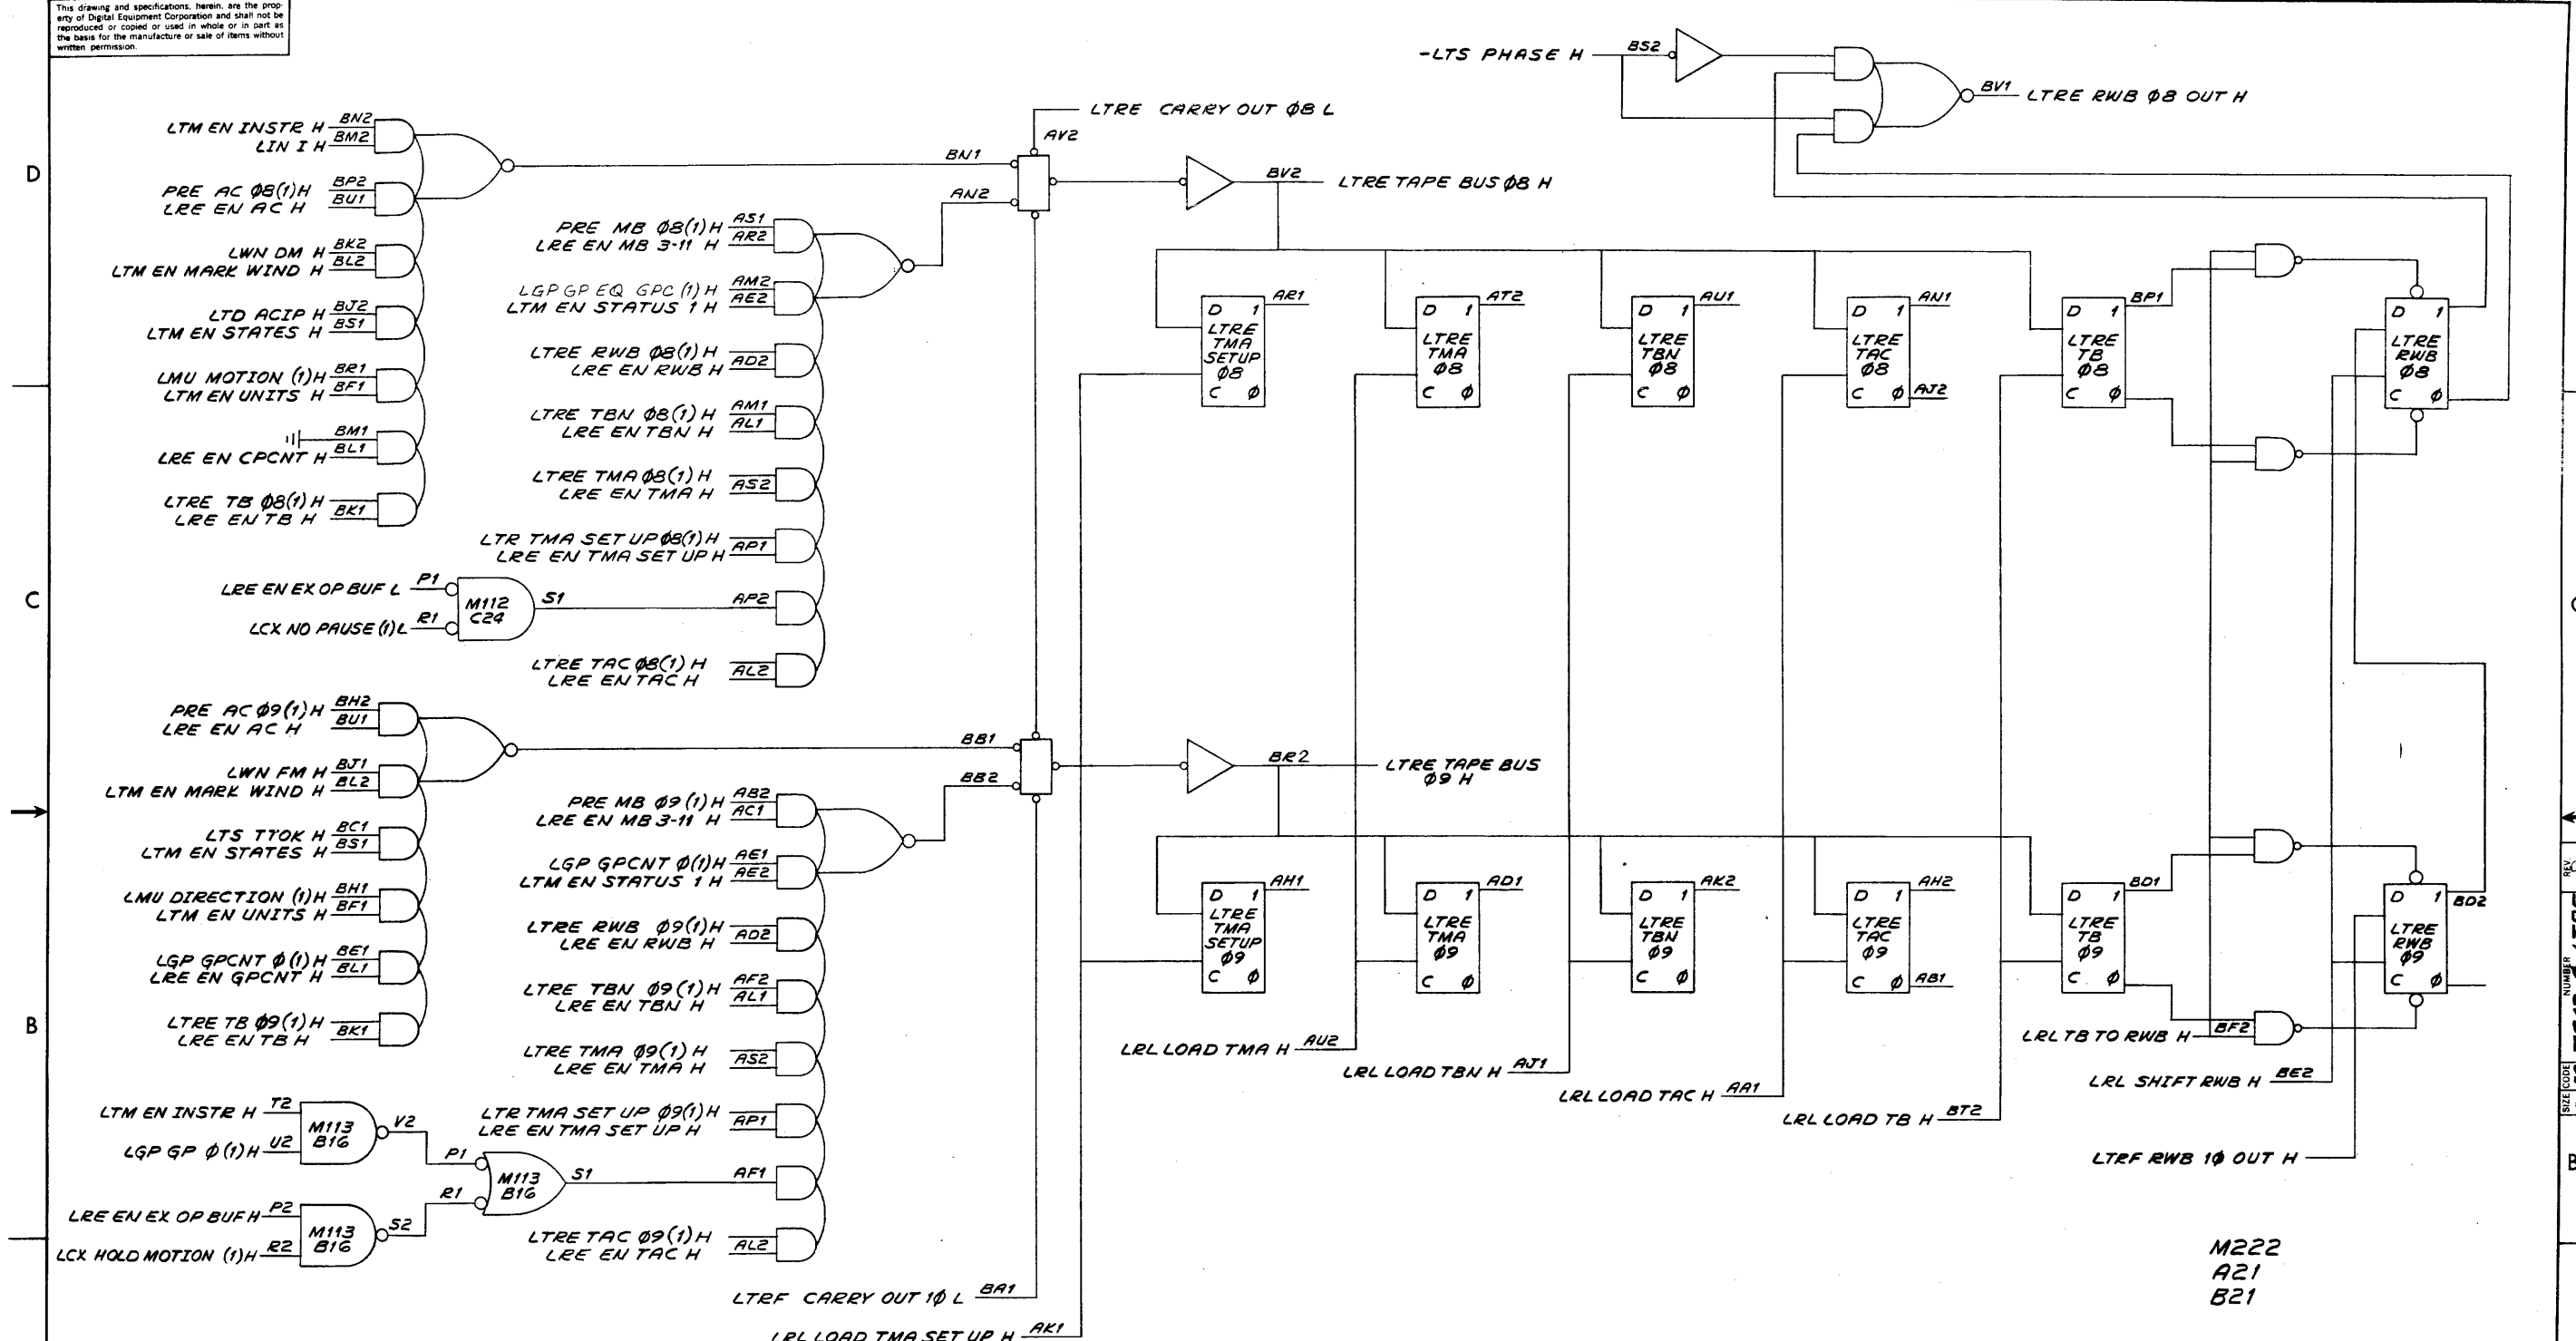 This drawing and specifications, herein, are the prop-
erty of Digital Equipment Corporation and shall not be
reproduced or copied or used in whole or in part as
the basis for the manufacture or sale of items without
written permission.
-LTS PHASE H BS2
BV1 LTRE RWB Ø8 OUT H
LTRE CARRY OUT Ø8 L
AV2
D
LTM EN INSTR H BN2
LIN I H BM2
BN1
PRE AC Ø8(1)H BP2
LRE EN AC H BU1
AN2
BV2 LTRE TAPE BUS Ø8 H
LWN DM H BK2
LTM EN MARK WIND H BL2
LTD ACIP H BJ2
LTM EN STATES H BS1
LMU MOTION (1)H BR1
LTM EN UNITS H BF1
BM1
LRE EN CPCNT H BL1
LTRE TB Ø8(1)H
LRE EN TB H BK1
PRE MB Ø8(1)H AS1
LRE EN MB 3-11 H AR2
LGP GP EQ GPC (1)H AM2
LTM EN STATUS 1 H AE2
LTRE RWB Ø8(1)H
LRE EN RWB H AD2
LTRE TBN Ø8(1)H AM1
LRE EN TBN H AL1
LTRE TMA Ø8(1)H
LRE EN TMA H AS2
LTR TMA SET UP Ø8(1)H
LRE EN TMA SET UP H AP1
C
LRE EN EX OP BUF L P1
LCX NO PAUSE (1)L R1
M112
C24
S1
AP2
LTRE TAC Ø8(1)H
LRE EN TAC H AL2
D 1 AR1
LTRE
TMA
SETUP
Ø8
C Ø
D 1 AT2
LTRE
TMA
Ø8
C Ø
D 1 AU1
LTRE
TBN
Ø8
C Ø
D 1 AN1
LTRE
TAC
Ø8
C Ø AJ2
D 1 BP1
LTRE
TB
Ø8
C Ø
D 1
LTRE
RWB
Ø8
C Ø
PRE AC Ø9(1)H BH2
LRE EN AC H BU1
BB1
LWN FM H BJ1
LTM EN MARK WIND H BL2
BB2
BR2 LTRE TAPE BUS
Ø9 H
LTS TTOK H BC1
LTM EN STATES H BS1
LMU DIRECTION (1)H BH1
LTM EN UNITS H BF1
LGP GPCNT Ø(1)H BE1
LRE EN GPCNT H BL1
B
LTRE TB Ø9(1)H
LRE EN TB H BK1
PRE MB Ø9(1)H AB2
LRE EN MB 3-11 H AC1
LGP GPCNT Ø(1)H AE1
LTM EN STATUS 1 H AE2
LTRE RWB Ø9(1)H
LRE EN RWB H AD2
LTRE TBN Ø9(1)H AF2
LRE EN TBN H AL1
LTRE TMA Ø9(1)H
LRE EN TMA H AS2
LTR TMA SET UP Ø9(1)H
LRE EN TMA SET UP H AP1
LTM EN INSTR H T2
LGP GP Ø(1)H U2
M113
B16
V2
P1
R1
M113
B16
S1
AF1
LRE EN EX OP BUF H P2
LCX HOLD MOTION (1)H R2
M113
B16
S2
LTRE TAC Ø9(1)H
LRE EN TAC H AL2
D 1 AH1
LTRE
TMA
SETUP
Ø9
C Ø
D 1 AD1
LTRE
TMA
Ø9
C Ø
D 1 AK2
LTRE
TBN
Ø9
C Ø
D 1 AH2
LTRE
TAC
Ø9
C Ø AB1
D 1 BD1
LTRE
TB
Ø9
C Ø
D 1 BD2
LTRE
RWB
Ø9
C Ø
LRL TB TO RWB H BF2
LRL LOAD TMA H AU2
LRL LOAD TBN H AJ1
LRL SHIFT RWB H BE2
LRL LOAD TAC H AA1
LRL LOAD TB H BT2
LTRF RWB 1Ø OUT H
LTRF CARRY OUT 1Ø L BA1
LRL LOAD TMA SET UP H AK1
M222
A21
B21
SIZE CODE NUMBER REV.